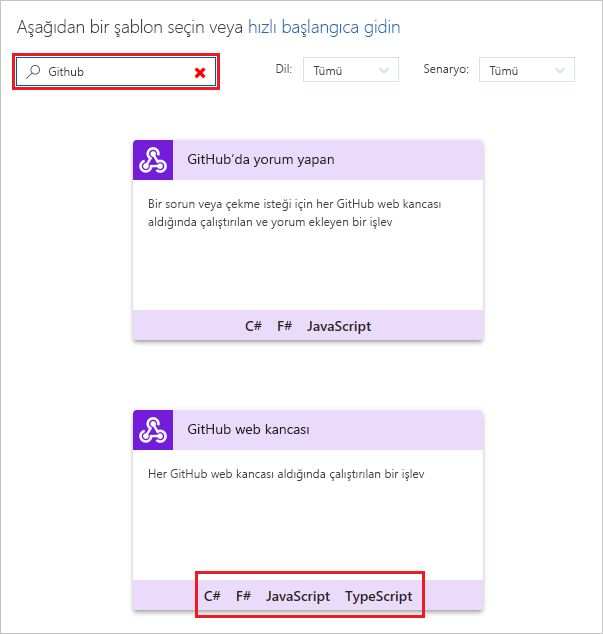 Aşağıdan bir şablon seçin veya hızlı başlangıca gidin
Github
Dil: Tümü Senaryo: Tümü
GitHub'da yorum yapan
Bir sorun veya çekme isteği için her GitHub web kancası
aldığında çalıştırılan ve yorum ekleyen bir işlev
C# F# JavaScript
GitHub web kancası
Her GitHub web kancası aldığında çalıştırılan bir işlev
C# F# JavaScript TypeScript